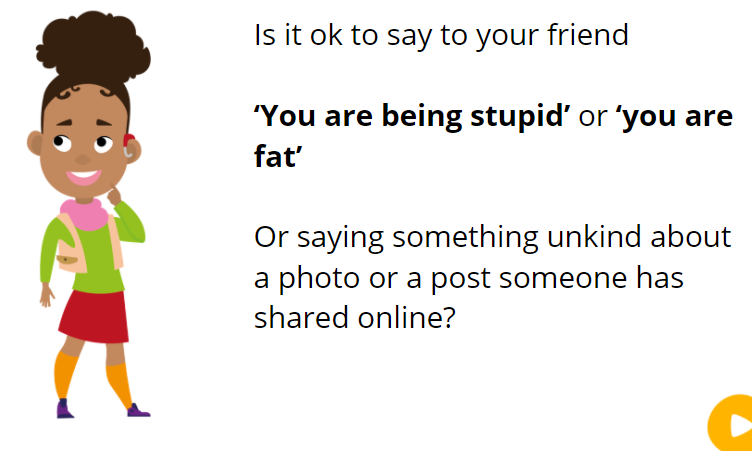 Is it ok to say to your friend
‘You are being stupid’ or ‘you are
fat’
Or saying something unkind about
a photo or a post someone has
shared online?